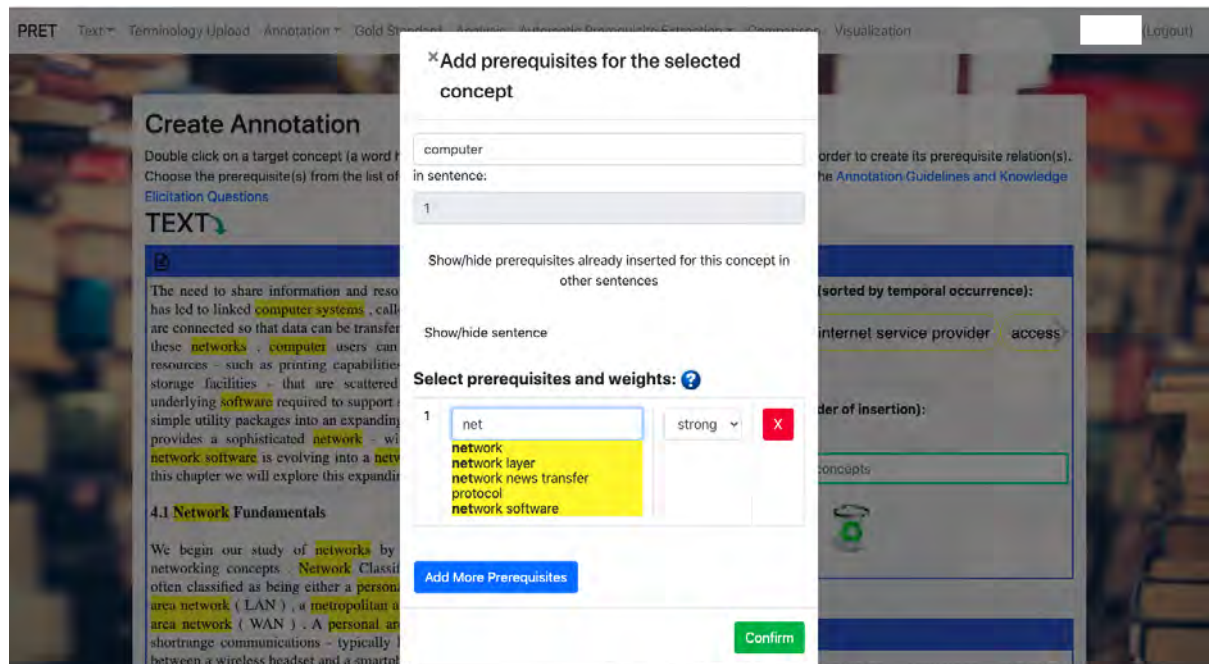 PRET Text Terminology Upload Annotation Gold Standard Analysis Automatic Prerequisite Extraction Comparison Visualization (Logout)
×Add prerequisites for the selected
concept
computer
in sentence:
1
Show/hide prerequisites already inserted for this concept in
other sentences
Show/hide sentence
Select prerequisites and weights: ?
1 net strong X
network
network layer
network news transfer
protocol
network software
Add More Prerequisites
Confirm
Create Annotation
Double click on a target concept (a word
Choose the prerequisite(s) from the list of
Elicitation Questions
TEXT
The need to share information and reso
has led to linked computer systems , call
are connected so that data can be transfer
these networks , computer users can
resources - such as printing capabilitie
storage facilities - that are scattered
underlying software required to support
simple utility packages into an expanding
provides a sophisticated network - wi
network software is evolving into a netw
this chapter we will explore this expandin
4.1 Network Fundamentals
We begin our study of networks by
networking concepts . Network Classif
often classified as being either a persona
area network ( LAN ) , a metropolitan a
area network ( WAN ) . A personal are
shortrange communications - typically
between a wireless headset and a smartph
order to create its prerequisite relation(s).
he Annotation Guidelines and Knowledge
(sorted by temporal occurrence):
internet service provider access
der of insertion):
concepts